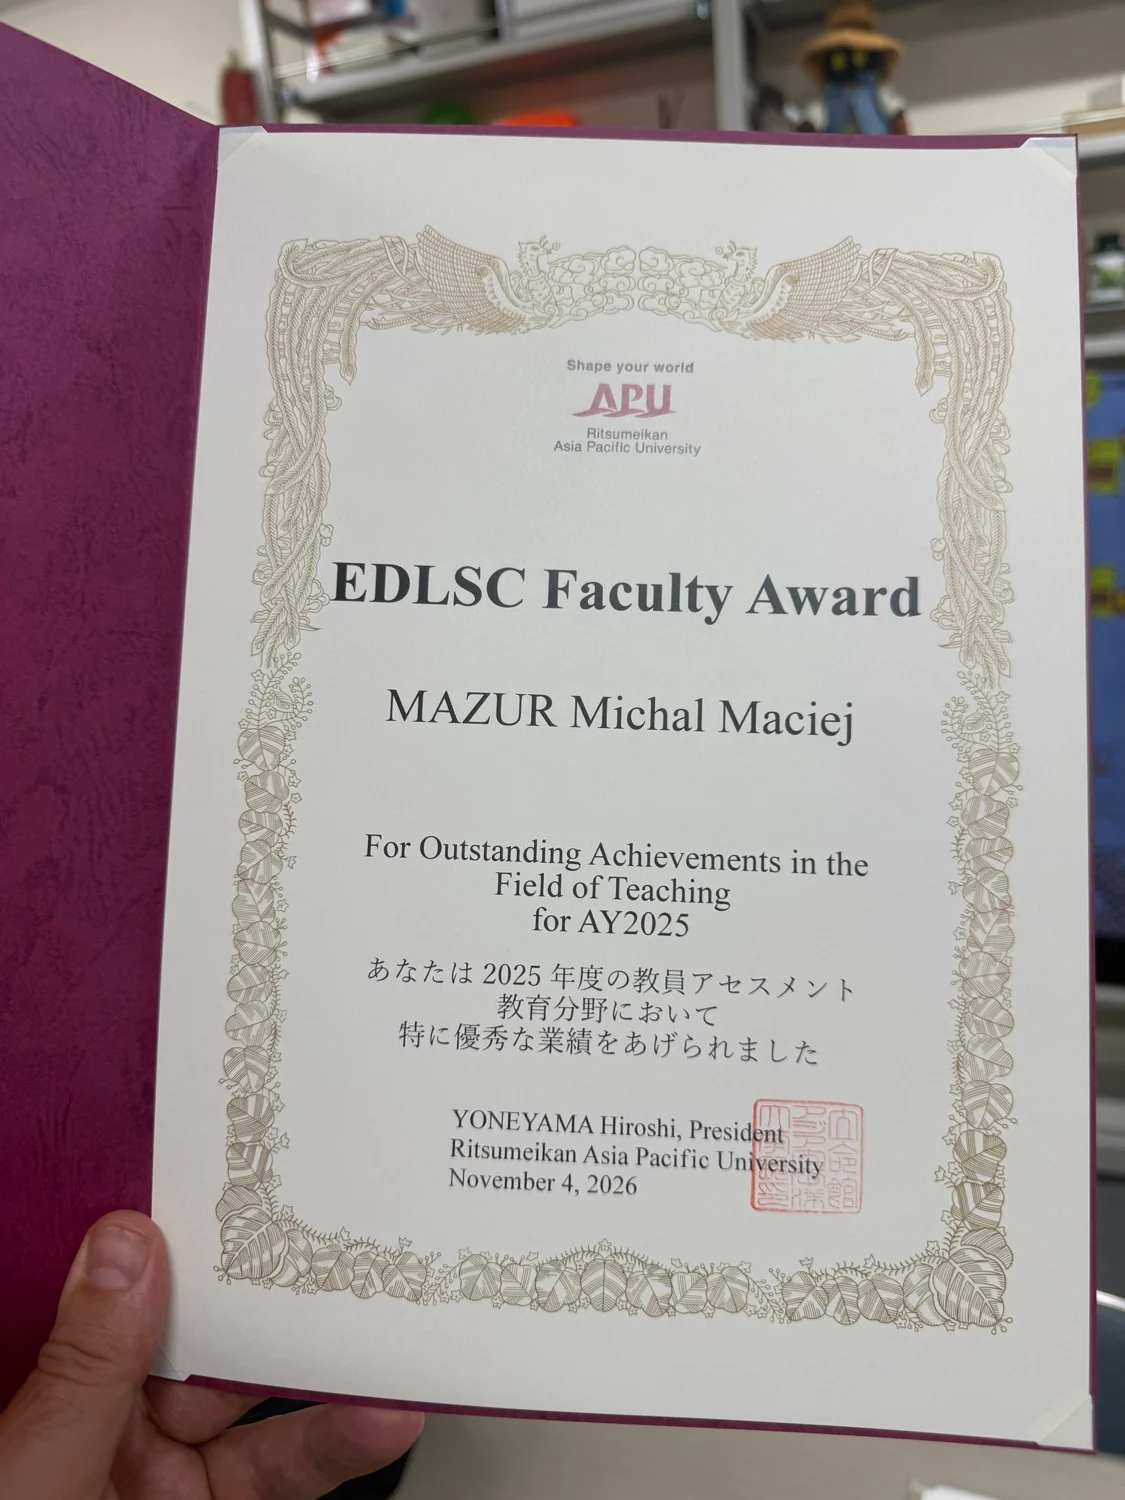 Shape your world
APU
Ritsumeikan
Asia Pacific University
EDLSC Faculty Award
MAZUR Michal Maciej
For Outstanding Achievements in the
Field of Teaching
for AY2025
あなたは 2025 年度の教員アセスメント
教育分野において
特に優秀な業績をあげられました
YONEYAMA Hiroshi, President
Ritsumeikan Asia Pacific University
November 4, 2026